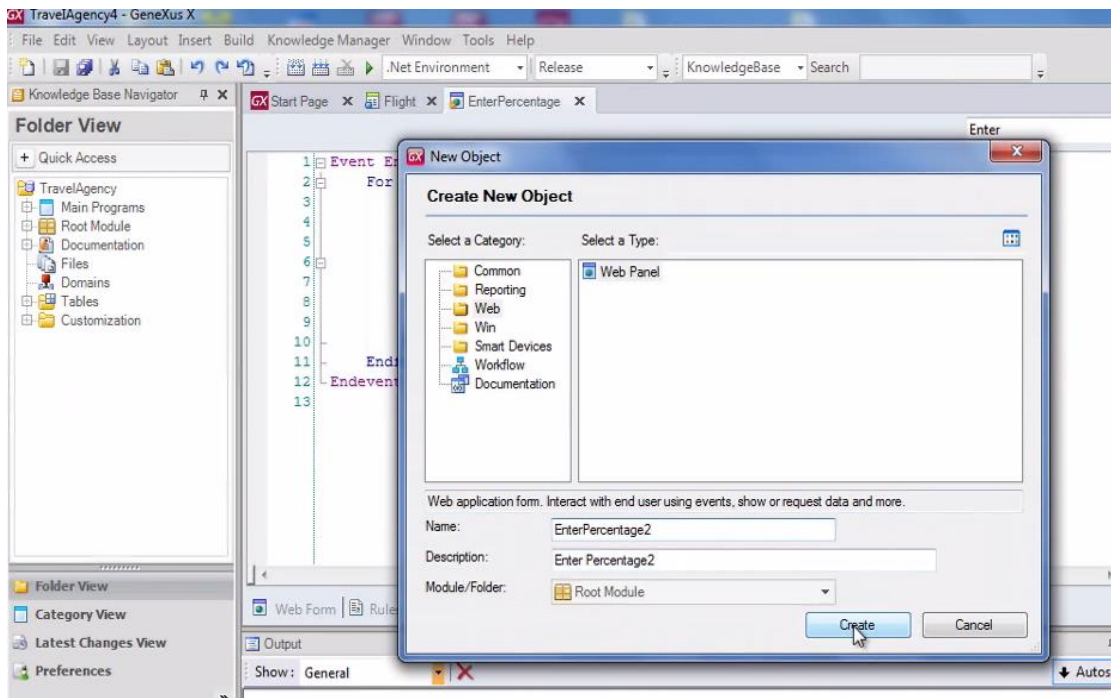 GX TravelAgency4 - GeneXus X
File Edit View Layout Insert Build Knowledge Manager Window Tools Help
.Net Environment Release KnowledgeBase Search
Knowledge Base Navigator
GX Start Page Flight EnterPercentage
Folder View
Enter
+ Quick Access
TravelAgency
Main Programs
Root Module
Documentation
Files
Domains
Tables
Customization
1 Event
2 For
3
4
5
6
7
8
9
10
11
12 Endevent
13
GX New Object
Create New Object
Select a Category: Select a Type:
Common
Reporting
Web
Win
Smart Devices
Workflow
Documentation
Web Panel
Web application form. Interact with end user using events, show or request data and more.
Name: EnterPercentage2
Description: Enter Percentage2
Module/Folder: Root Module
Create Cancel
Folder View
Category View
Latest Changes View
Preferences
Web Form
Output
Show: General